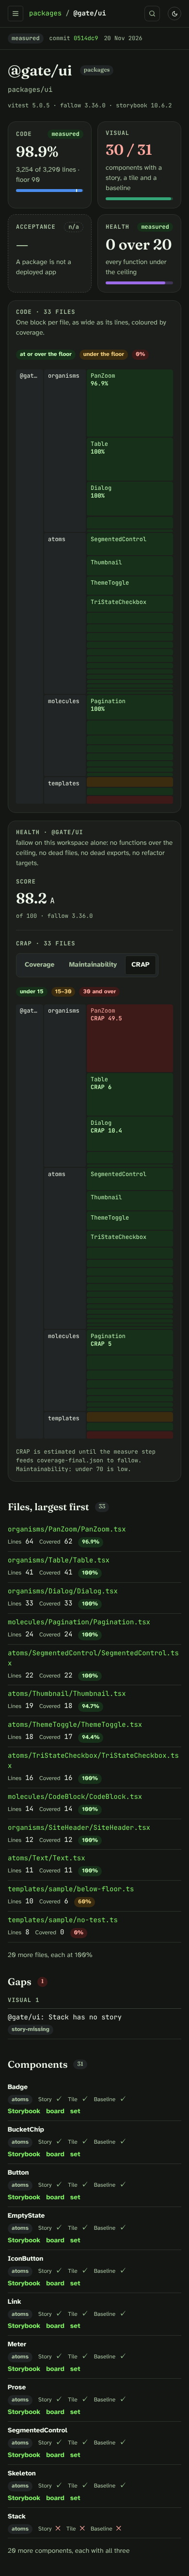 packages / @gate/ui
measured commit 0514dc9 20 Nov 2026
@gate/ui packages
packages/ui
vitest 5.0.5 · fallow 3.36.0 · storybook 10.6.2
CODE measured
98.9%
3,254 of 3,290 lines · floor 90
VISUAL
30 / 31
components with a story, a tile and a baseline
ACCEPTANCE n/a
—
A package is not a deployed app
HEALTH measured
0 over 20
every function under the ceiling
CODE · 33 FILES
One block per file, as wide as its lines, coloured by coverage.
at or over the floor under the floor 0%
@gat…
organisms
PanZoom
96.9%
Table
100%
Dialog
100%
atoms
SegmentedControl
Thumbnail
ThemeToggle
TriStateCheckbox
molecules
Pagination
100%
templates
HEALTH · @GATE/UI
fallow on this workspace alone: no functions over the ceiling, no dead files, no dead exports, no refactor targets.
SCORE
88.2 A
of 100 · fallow 3.36.0
CRAP · 33 FILES
Coverage Maintainability CRAP
under 15 15–30 30 and over
@gat…
organisms
PanZoom
CRAP 49.5
Table
CRAP 6
Dialog
CRAP 10.4
atoms
SegmentedControl
Thumbnail
ThemeToggle
TriStateCheckbox
molecules
Pagination
CRAP 5
templates
CRAP is estimated until the measure step feeds coverage-final.json to fallow. Maintainability: under 70 is low.
Files, largest first 33
organisms/PanZoom/PanZoom.tsx
Lines 64 Covered 62 96.9%
organisms/Table/Table.tsx
Lines 41 Covered 41 100%
organisms/Dialog/Dialog.tsx
Lines 33 Covered 33 100%
molecules/Pagination/Pagination.tsx
Lines 24 Covered 24 100%
atoms/SegmentedControl/SegmentedControl.tsx
Lines 22 Covered 22 100%
atoms/Thumbnail/Thumbnail.tsx
Lines 19 Covered 18 94.7%
atoms/ThemeToggle/ThemeToggle.tsx
Lines 18 Covered 17 94.4%
atoms/TriStateCheckbox/TriStateCheckbox.tsx
Lines 16 Covered 16 100%
molecules/CodeBlock/CodeBlock.tsx
Lines 14 Covered 14 100%
organisms/SiteHeader/SiteHeader.tsx
Lines 12 Covered 12 100%
atoms/Text/Text.tsx
Lines 11 Covered 11 100%
templates/sample/below-floor.ts
Lines 10 Covered 6 60%
templates/sample/no-test.ts
Lines 8 Covered 0 0%
20 more files, each at 100%
Gaps 1
VISUAL 1
@gate/ui: Stack has no story
story-missing
Components 31
Badge
atoms Story ✓ Tile ✓ Baseline ✓
Storybook board set
BucketChip
atoms Story ✓ Tile ✓ Baseline ✓
Storybook board set
Button
atoms Story ✓ Tile ✓ Baseline ✓
Storybook board set
EmptyState
atoms Story ✓ Tile ✓ Baseline ✓
Storybook board set
IconButton
atoms Story ✓ Tile ✓ Baseline ✓
Storybook board set
Link
atoms Story ✓ Tile ✓ Baseline ✓
Storybook board set
Meter
atoms Story ✓ Tile ✓ Baseline ✓
Storybook board set
Prose
atoms Story ✓ Tile ✓ Baseline ✓
Storybook board set
SegmentedControl
atoms Story ✓ Tile ✓ Baseline ✓
Storybook board set
Skeleton
atoms Story ✓ Tile ✓ Baseline ✓
Storybook board set
Stack
atoms Story ✕ Tile ✕ Baseline ✕
20 more components, each with all three